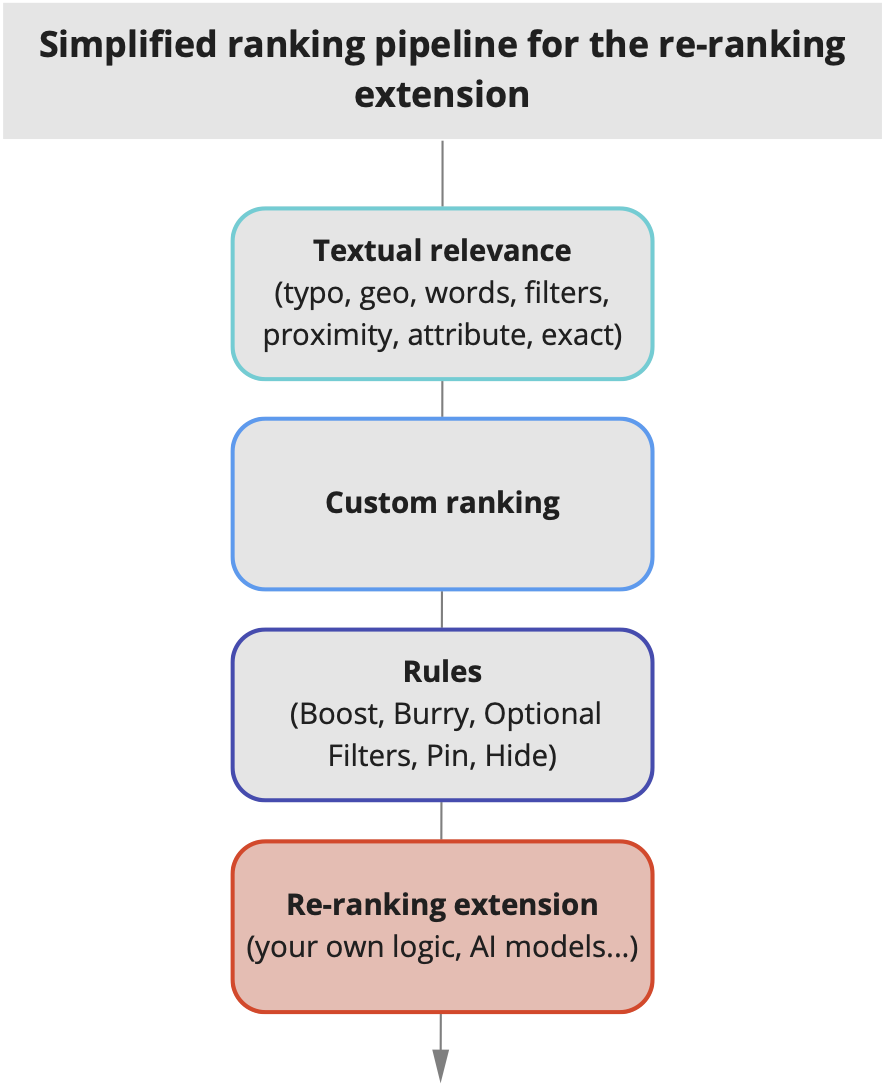 Simplified ranking pipeline for the re-ranking
extension
Textual relevance
(typo, geo, words, filters,
proximity, attribute, exact)
Custom ranking
Rules
(Boost, Burry, Optional
Filters, Pin, Hide)
Re-ranking extension
(your own logic, AI models...)